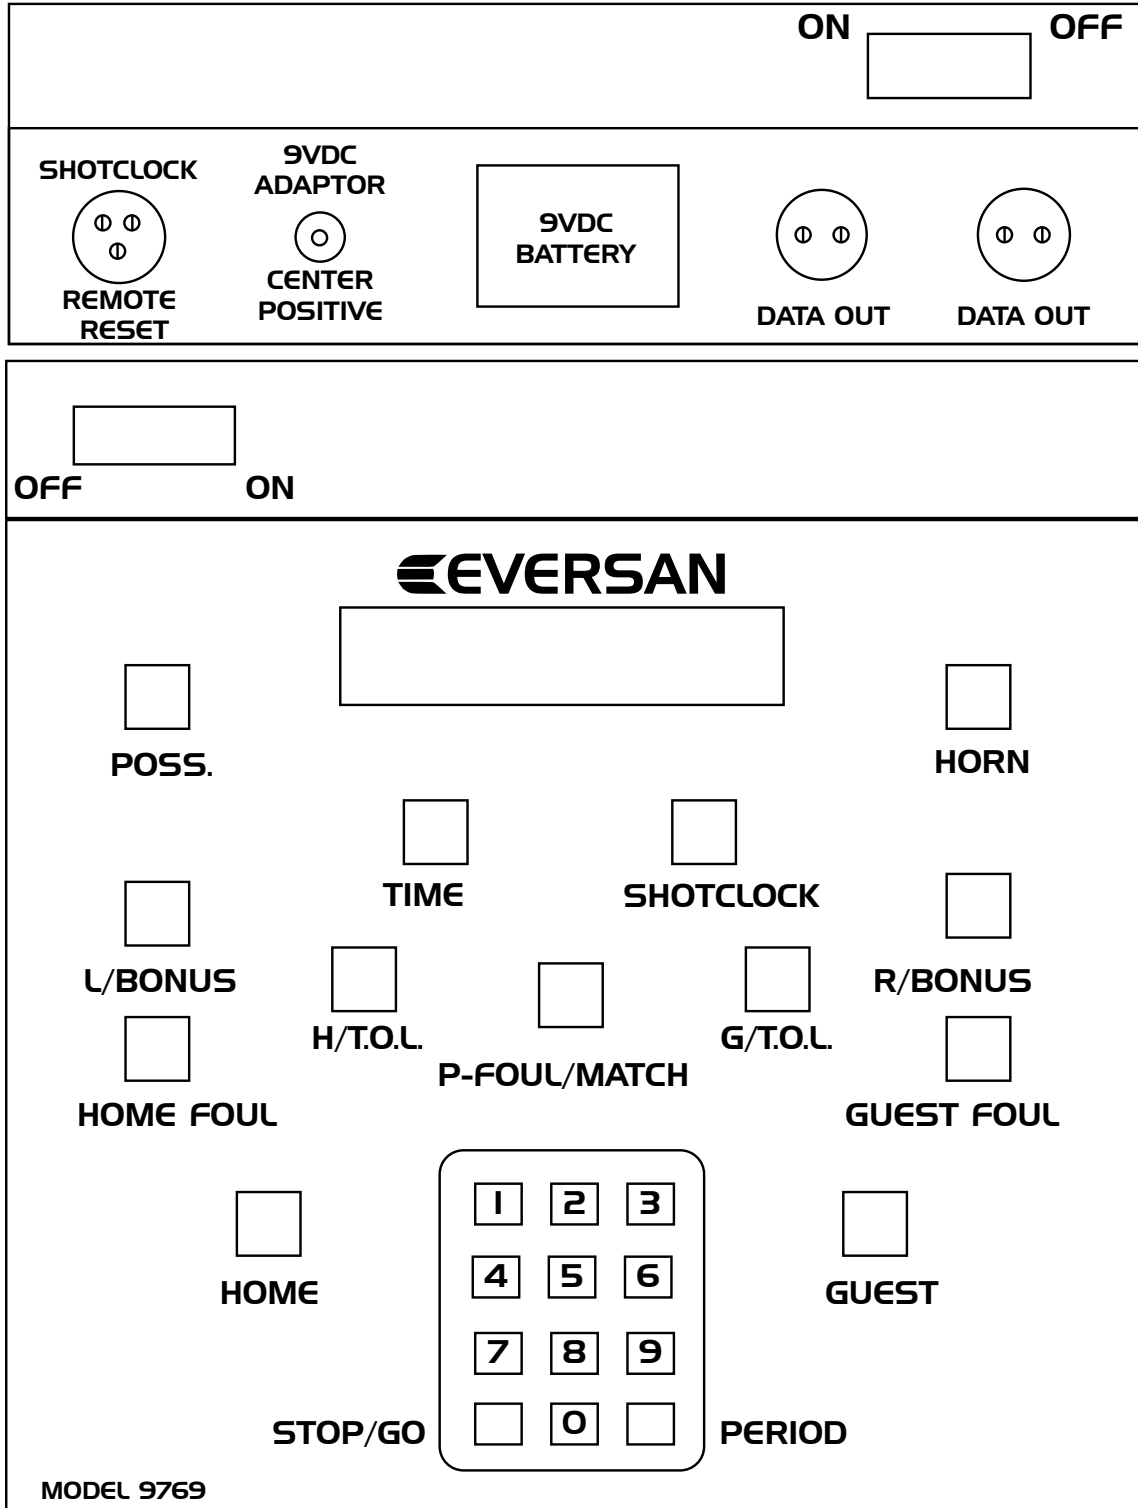 ON OFF
SHOTCLOCK
REMOTE
RESET
9VDC
ADAPTOR
CENTER
POSITIVE
9VDC
BATTERY
DATA OUT
DATA OUT
OFF ON
EVERSAN
POSS.
HORN
TIME
SHOTCLOCK
L/BONUS
R/BONUS
H/T.O.L.
G/T.O.L.
P-FOUL/MATCH
HOME FOUL
GUEST FOUL
1 2 3
HOME
GUEST
4 5 6
7 8 9
STOP/GO 0 PERIOD
MODEL 9769